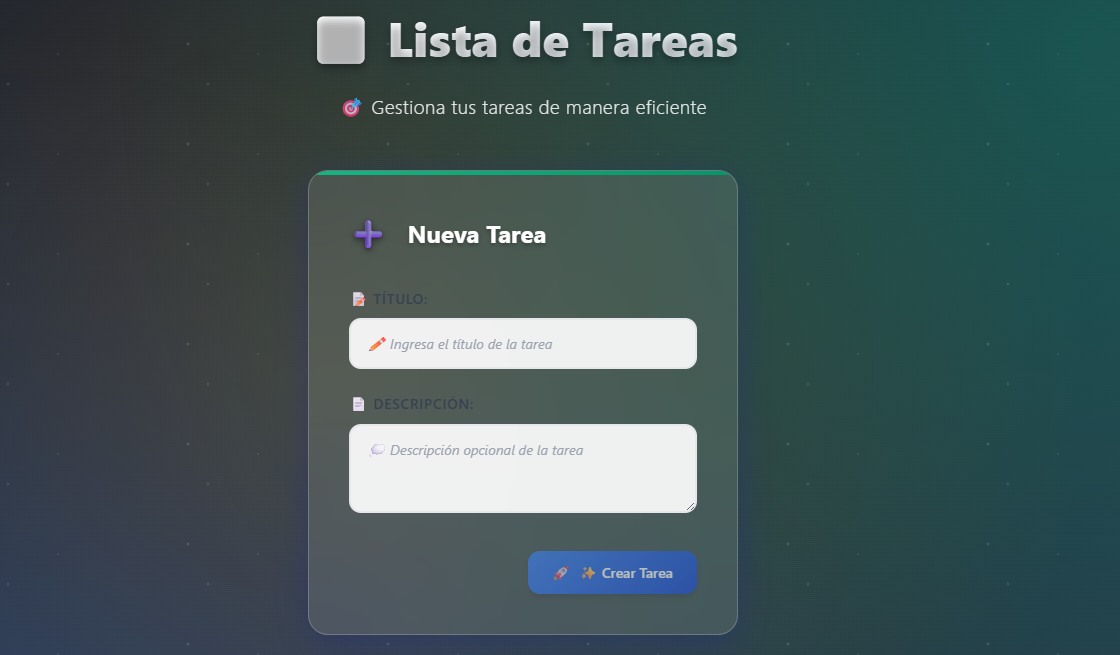 Lista de Tareas
🎯 Gestiona tus tareas de manera eficiente
➕ Nueva Tarea
📝 TÍTULO:
✏️ Ingresa el título de la tarea
📄 DESCRIPCIÓN:
💭 Descripción opcional de la tarea
🚀 ✨ Crear Tarea